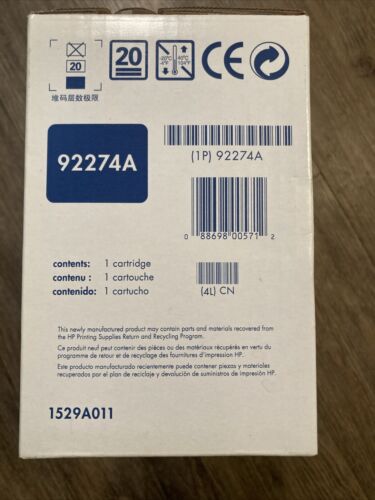 20
20
-20°C
-4°F
40°C
104°F
CE
堆码层数极限
92274A
(1P) 92274A
0 88698 00571 2
contents: 1 cartridge
contenu : 1 cartouche
contenido: 1 cartucho
(4L) CN
This newly manufactured product may contain parts and materials recovered from
the HP Printing Supplies Return and Recycling Program.
Ce produit neuf peut contenir des pièces ou des matériaux récupérés en vertu du
programme de retour et de recyclage des fournitures d'impression HP.
Este producto manufacturado recientemente puede contener piezas y materiales
recuperados por el plan de reciclaje y devolución de suministros de impresión HP.
1529A011